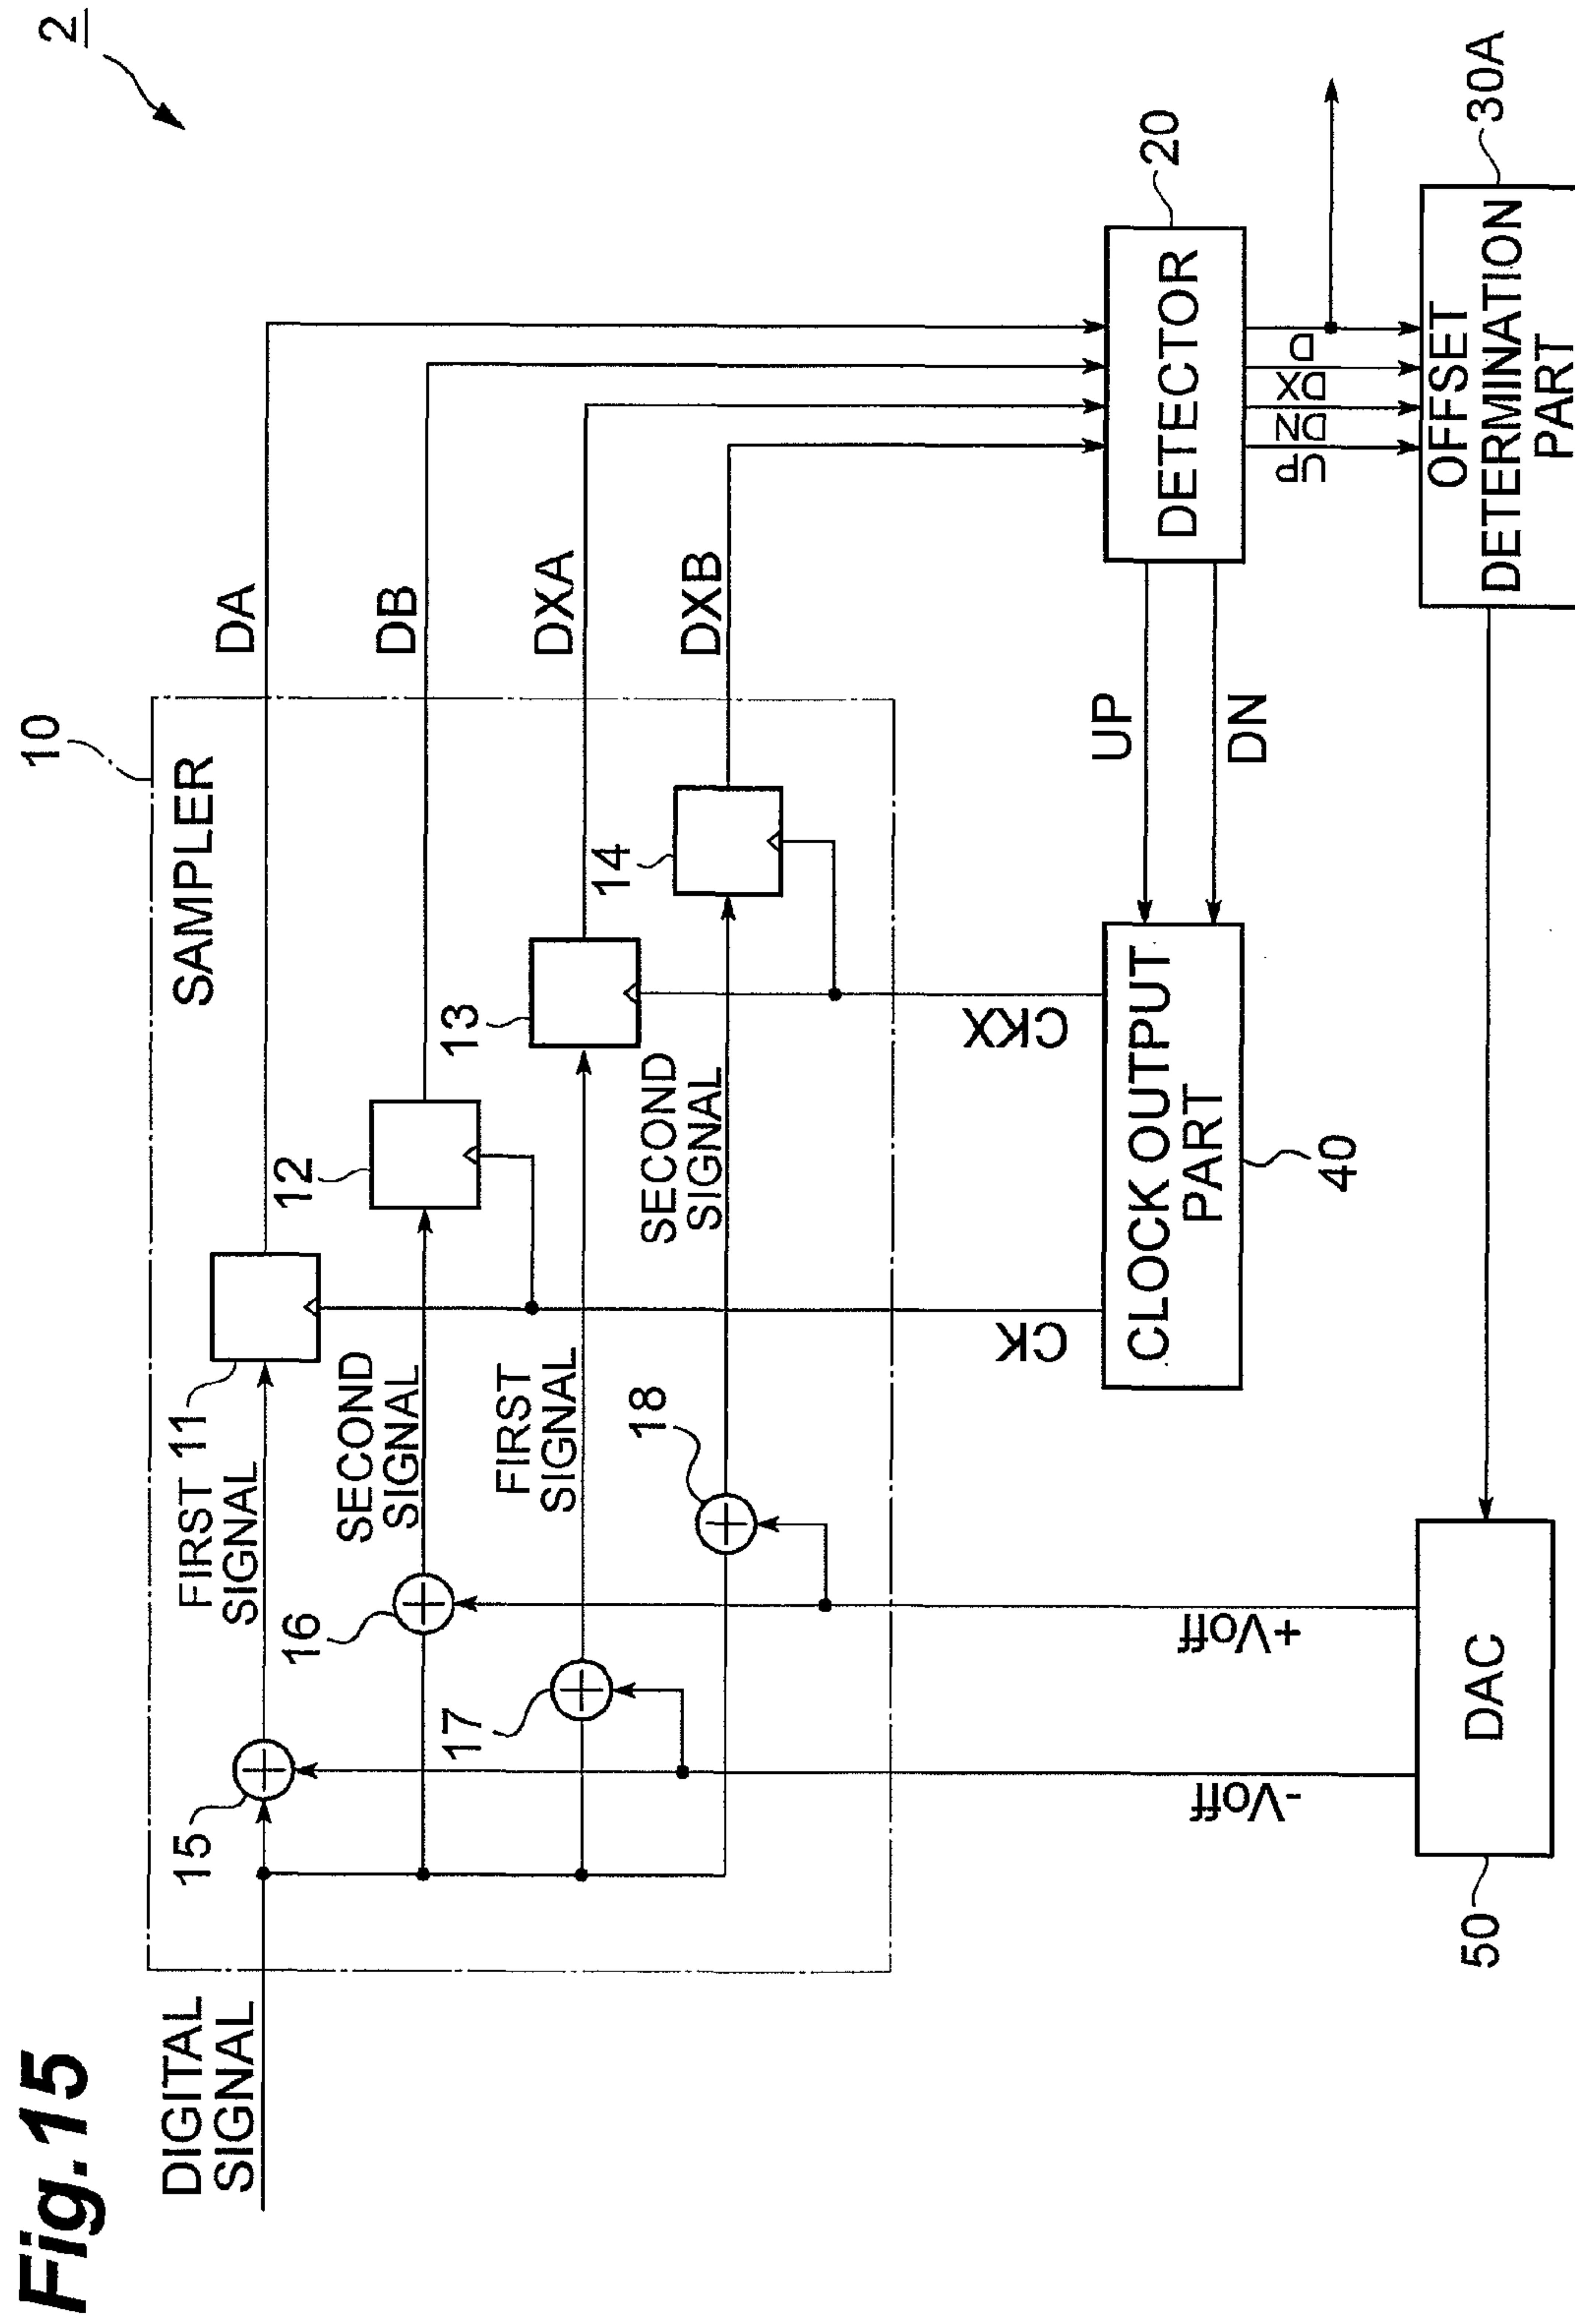 Fig.15
2
10
SAMPLER
DIGITAL
SIGNAL
15
FIRST
SIGNAL
11
DA
16
SECOND
SIGNAL
12
DB
17
FIRST
SIGNAL
13
DXA
18
SECOND
SIGNAL
14
DXB
-Voff
+Voff
CK
CKX
CLOCK OUTPUT
PART
40
UP
DN
DETECTOR
20
UP
DN
DX
D
DAC
50
OFFSET
DETERMINATION
PART
30A